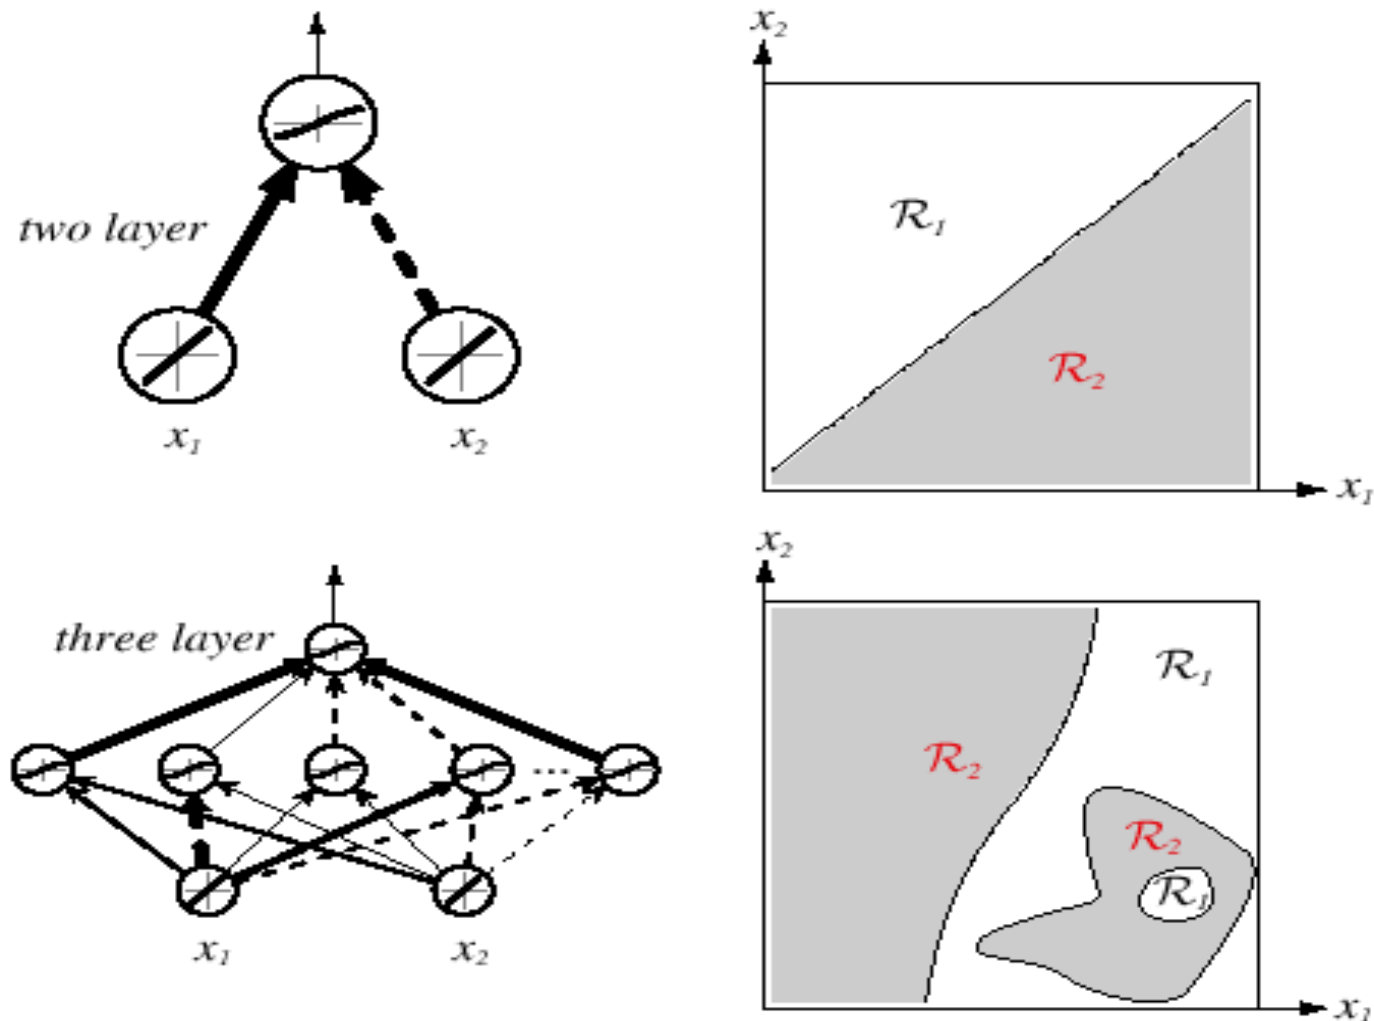 x₂
two layer
R₁
R₂
x₁ x₂
x₁
x₂
three layer
R₁
R₂
R₂
R₁
x₁ x₂
x₁